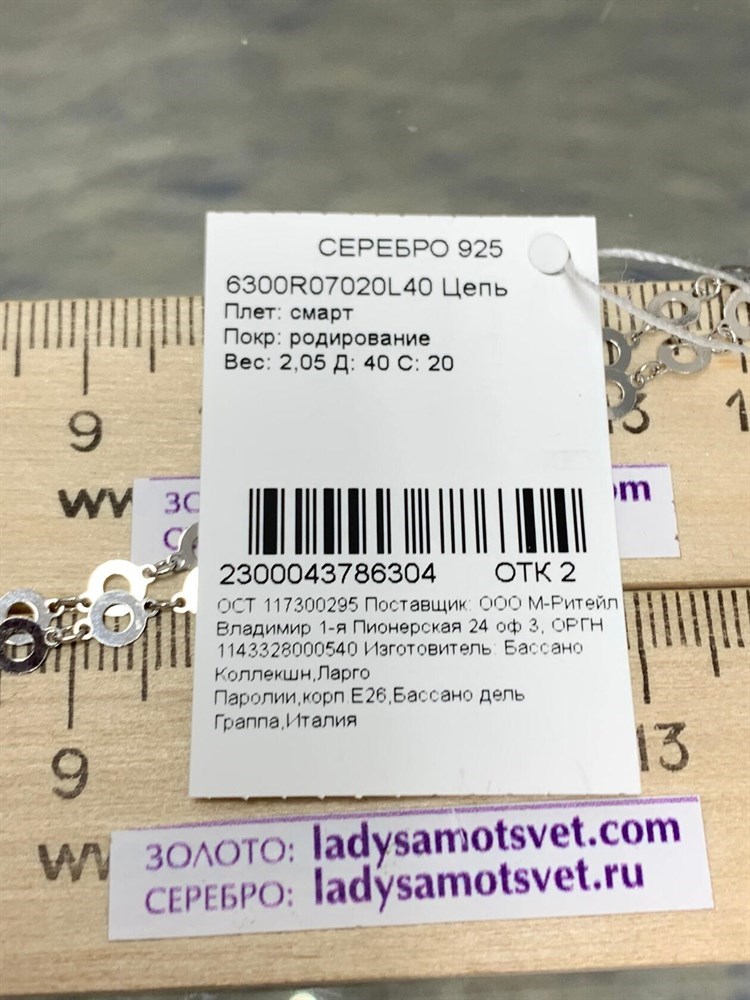 СЕРЕБРО 925
6300R07020L40 Цепь
Плет: смарт
Покр: родирование
Вес: 2,05 Д: 40 С: 20
9
13
ЗО
m
2300043786304 ОТК 2
ОСТ 117300295 Поставщик: ООО М-Ритейл
Владимир 1-я Пионерская 24 оф 3, ОРГН
1143328000540 Изготовитель: Бассано
Коллекшн,Ларго
Паролии,корп.Е26,Бассано дель
Граппа,Италия
9
13
ЗОЛОТО: ladysamotsvet.com
СЕРЕБРО: ladysamotsvet.ru